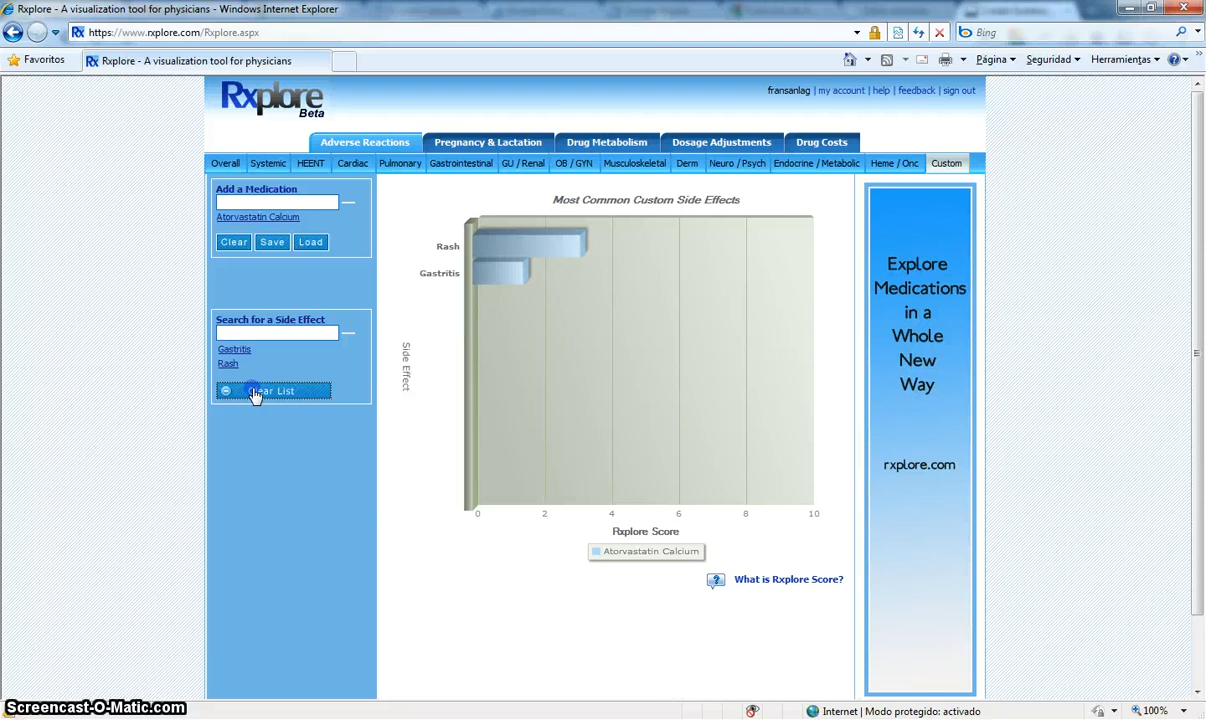 Rxplore - A visualization tool for physicians - Windows Internet Explorer
https://www.rxplore.com/Rxplore.aspx
Bing
Favoritos
Rxplore - A visualization tool for physicians
Página
Seguridad
Herramientas
Rxplore
Beta
fransanlag | my account | help | feedback | sign out
Adverse Reactions
Pregnancy & Lactation
Drug Metabolism
Dosage Adjustments
Drug Costs
Overall
Systemic
HEENT
Cardiac
Pulmonary
Gastrointestinal
GU / Renal
OB / GYN
Musculoskeletal
Derm
Neuro / Psych
Endocrine / Metabolic
Heme / Onc
Custom
Add a Medication
Atorvastatin Calcium
Clear
Save
Load
Search for a Side Effect
Gastritis
Rash
Clear List
Most Common Custom Side Effects
Rash
Gastritis
Side Effect
0 2 4 6 8 10
Rxplore Score
Atorvastatin Calcium
What is Rxplore Score?
Explore
Medications
in a
Whole
New
Way
rxplore.com
Screencast-O-Matic.com
Internet | Modo protegido: activado
100%